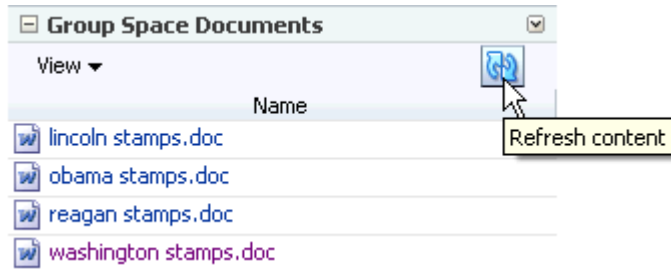 Group Space Documents
View
Name
Refresh content
lincoln stamps.doc
obama stamps.doc
reagan stamps.doc
washington stamps.doc